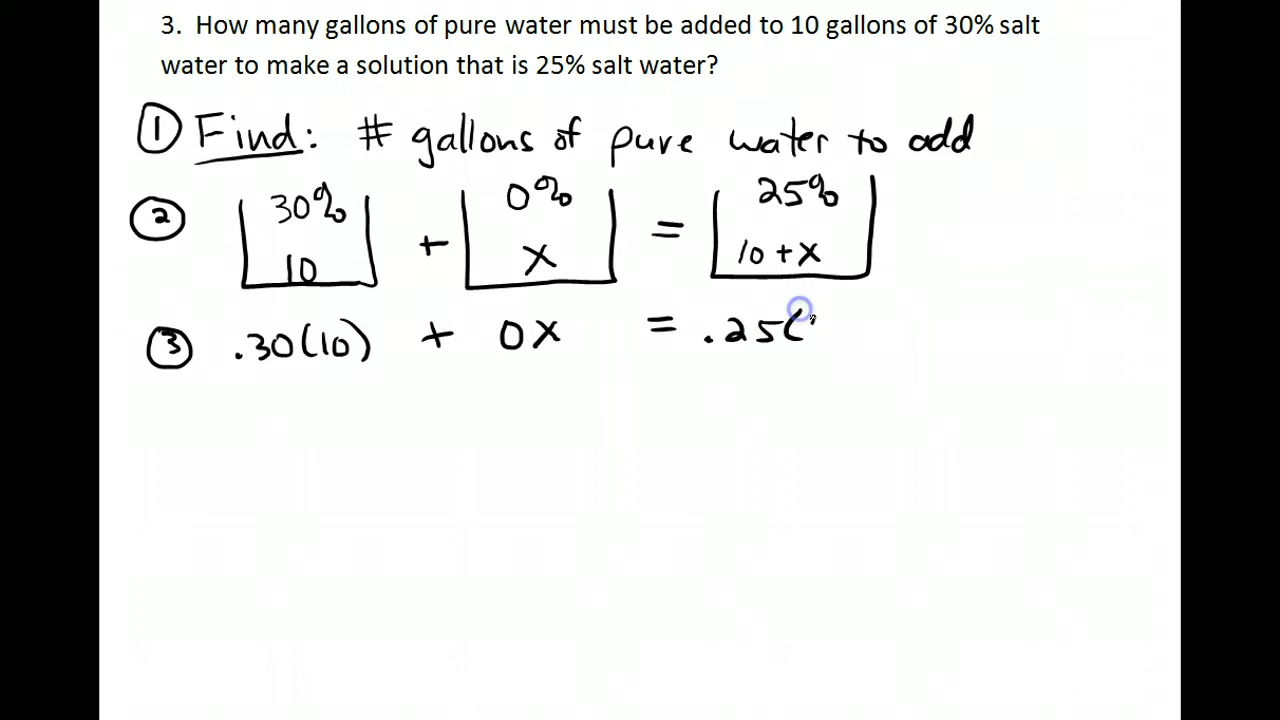 3. How many gallons of pure water must be added to 10 gallons of 30% salt
water to make a solution that is 25% salt water?
① Find: # gallons of pure water to add
② 30% 0% 25%
10 + x = 10 + x
③ .30(10) + 0x = .25(